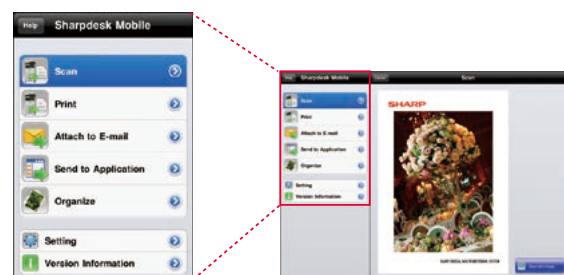 Help Sharpdesk Mobile
Scan
Print
Attach to E-mail
Send to Application
Organize
Setting
Version Information
Sharpdesk Mobile
Scan
Scan
Print
Attach to E-mail
Send to Application
Organize
Setting
Version Information
SHARP